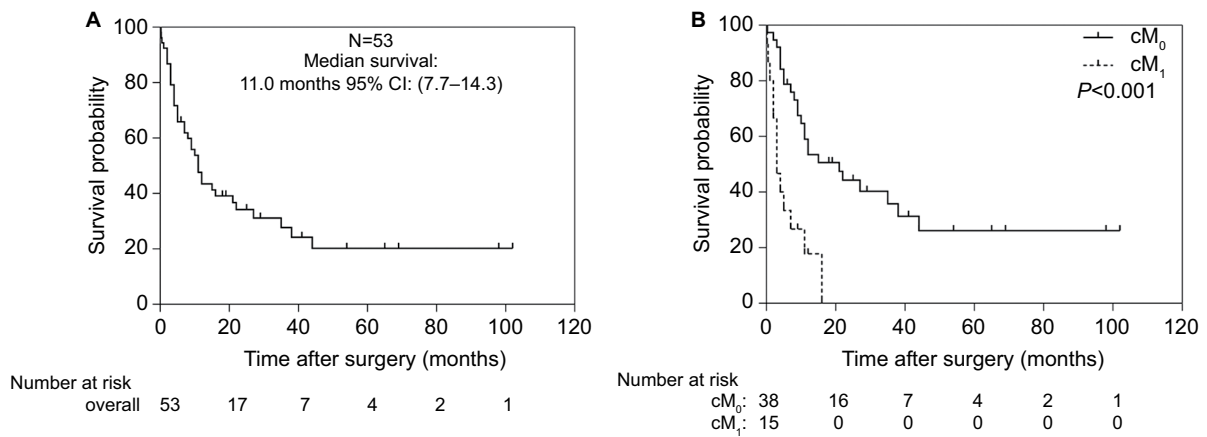 A
N=53
Median survival:
11.0 months 95% CI: (7.7–14.3)
Survival probability
100
80
60
40
20
0
0 20 40 60 80 100 120
Time after surgery (months)
Number at risk
overall 53 17 7 4 2 1
B
cM₀
cM₁
P<0.001
Survival probability
100
80
60
40
20
0
0 20 40 60 80 100 120
Time after surgery (months)
Number at risk
cM₀: 38 16 7 4 2 1
cM₁: 15 0 0 0 0 0